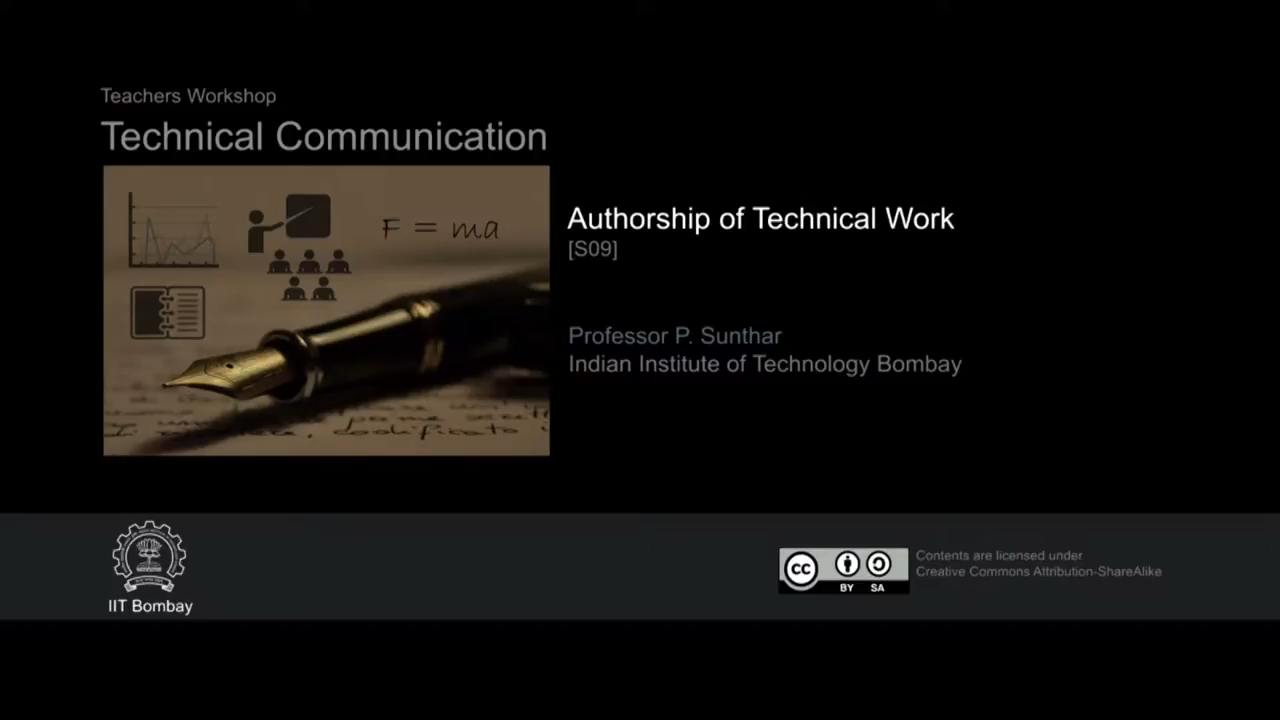 Teachers Workshop
Technical Communication
F = ma
Authorship of Technical Work
[S09]
Professor P. Sunthar
Indian Institute of Technology Bombay
IIT Bombay
cc
BY SA
Contents are licensed under
Creative Commons Attribution-ShareAlike